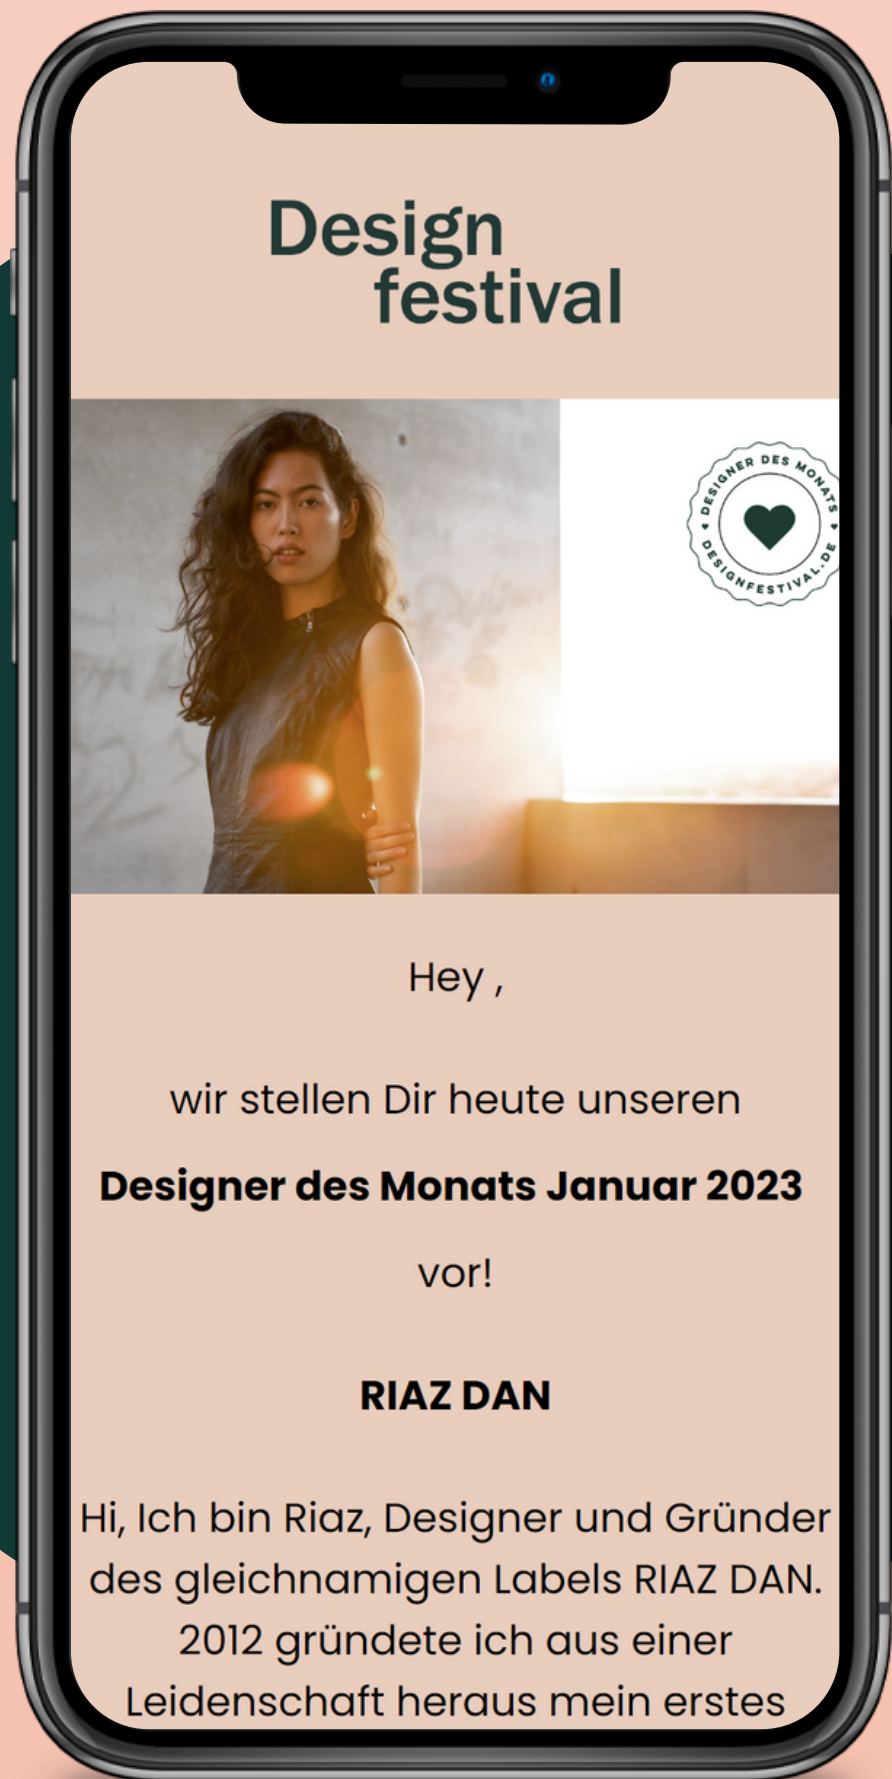 Design
festival
DESIGNER DES MONATS
DESIGNFESTIVAL.DE
Hey ,
wir stellen Dir heute unseren
Designer des Monats Januar 2023
vor!
RIAZ DAN
Hi, Ich bin Riaz, Designer und Gründer
des gleichnamigen Labels RIAZ DAN.
2012 gründete ich aus einer
Leidenschaft heraus mein erstes